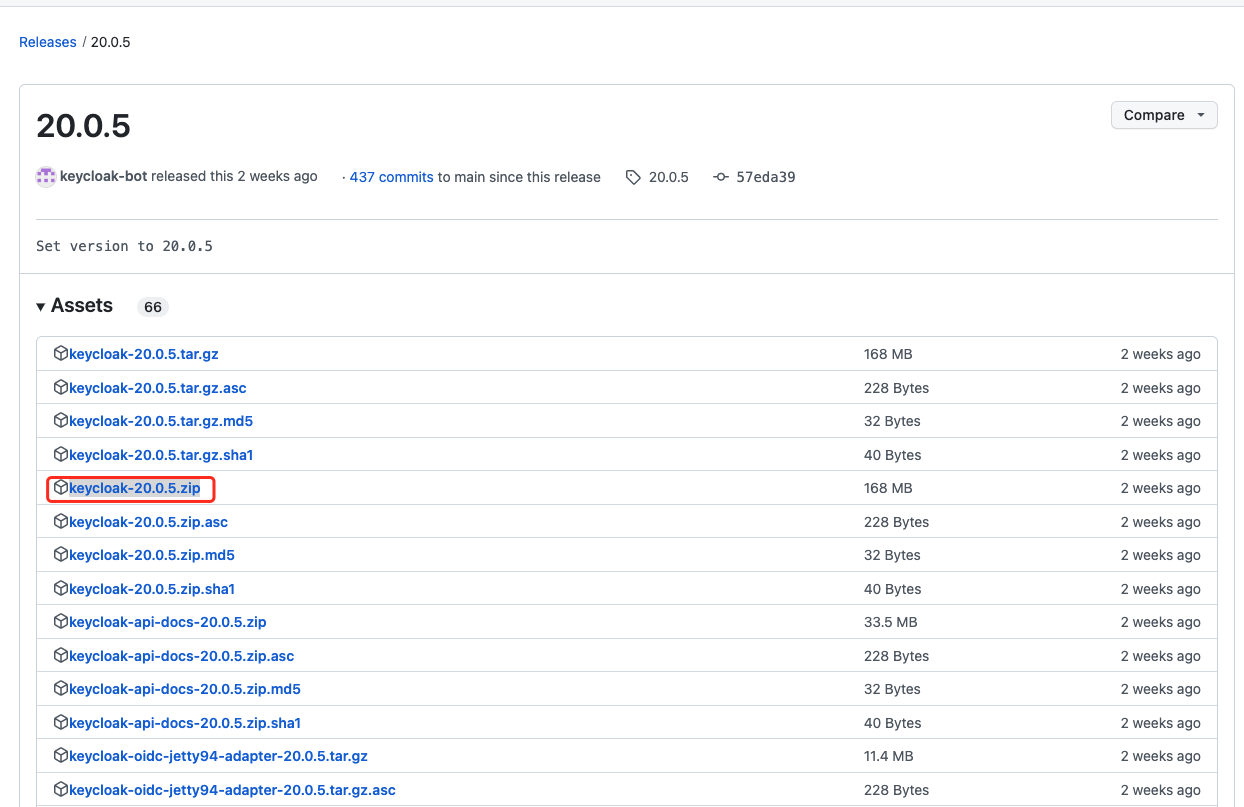 Releases / 20.0.5
20.0.5
Compare
keycloak-bot released this 2 weeks ago · 437 commits to main since this release 20.0.5 57eda39
Set version to 20.0.5
Assets 66
keycloak-20.0.5.tar.gz 168 MB 2 weeks ago
keycloak-20.0.5.tar.gz.asc 228 Bytes 2 weeks ago
keycloak-20.0.5.tar.gz.md5 32 Bytes 2 weeks ago
keycloak-20.0.5.tar.gz.sha1 40 Bytes 2 weeks ago
keycloak-20.0.5.zip 168 MB 2 weeks ago
keycloak-20.0.5.zip.asc 228 Bytes 2 weeks ago
keycloak-20.0.5.zip.md5 32 Bytes 2 weeks ago
keycloak-20.0.5.zip.sha1 40 Bytes 2 weeks ago
keycloak-api-docs-20.0.5.zip 33.5 MB 2 weeks ago
keycloak-api-docs-20.0.5.zip.asc 228 Bytes 2 weeks ago
keycloak-api-docs-20.0.5.zip.md5 32 Bytes 2 weeks ago
keycloak-api-docs-20.0.5.zip.sha1 40 Bytes 2 weeks ago
keycloak-oidc-jetty94-adapter-20.0.5.tar.gz 11.4 MB 2 weeks ago
keycloak-oidc-jetty94-adapter-20.0.5.tar.gz.asc 228 Bytes 2 weeks ago